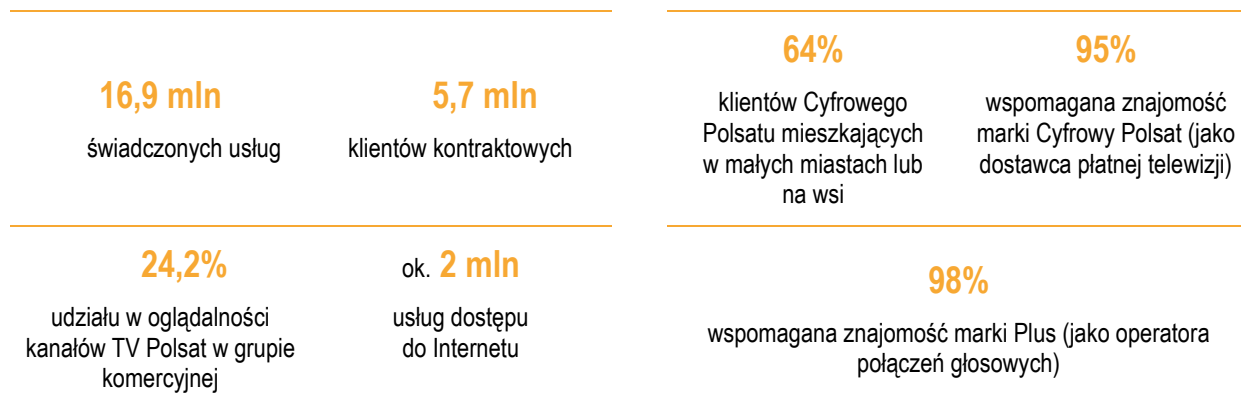 16,9 mln
świadczonych usług
5,7 mln
klientów kontraktowych
64%
klientów Cyfrowego
Polsatu mieszkających
w małych miastach lub
na wsi
95%
wspomagana znajomość
marki Cyfrowy Polsat (jako
dostawca płatnej telewizji)
24,2%
udziału w oglądalności
kanałów TV Polsat w grupie
komercyjnej
ok. 2 mln
usług dostępu
do Internetu
98%
wspomagana znajomość marki Plus (jako operatora
połączeń głosowych)